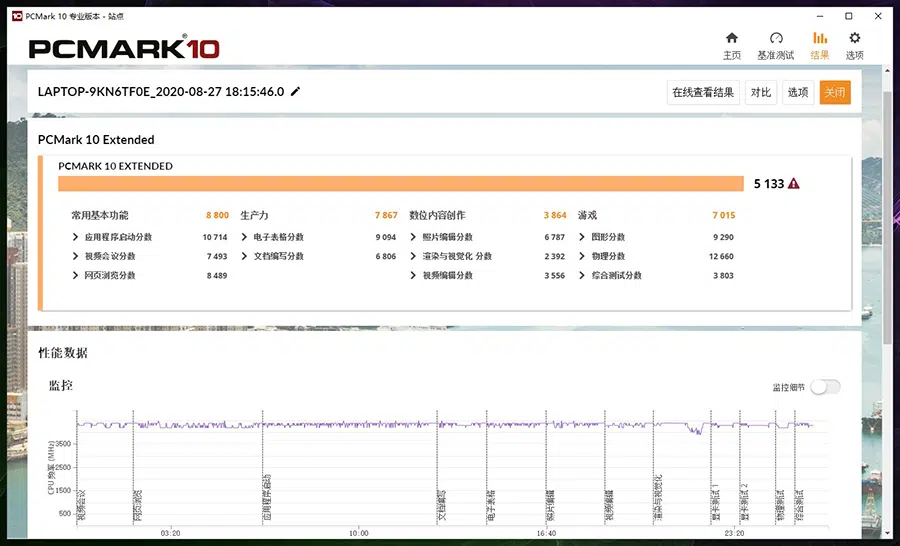 PCMark 10 专业版本 - 站点
PCMARK®10
主页 基准测试 结果 选项
LAPTOP-9KN6TF0E_2020-08-27 18:15:46.0
在线查看结果 对比 选项 关闭
PCMark 10 Extended
PCMARK 10 EXTENDED
5 133
常用基本功能 8 800 生产力 7 867 数位内容创作 3 864 游戏 7 015
应用程序启动分数 10 714 电子表格分数 9 094 照片编辑分数 6 787 图形分数 9 290
视频会议分数 7 493 文档编写分数 6 806 渲染与视觉化 分数 2 392 物理分数 12 660
网页浏览分数 8 489 视频编辑分数 3 556 综合测试分数 3 803
性能数据
监控
监控细节
CPU 频率 (MHz)
3500
2500
1500
500
视频会议 网页浏览 应用程序启动 文档编写 电子表格 照片编辑 视频编辑 渲染与视觉化 显卡测试 1 显卡测试 2 物理测试 综合测试
03:20 10:00 16:40 23:20